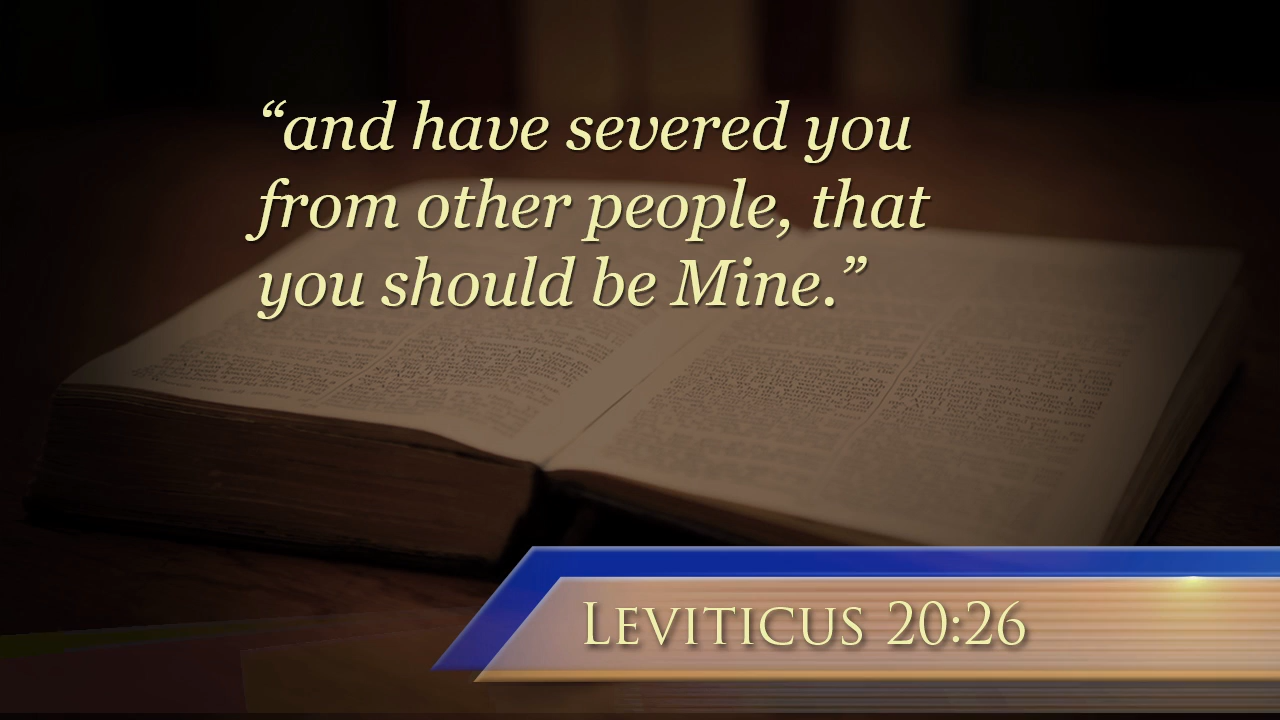 “and have severed you
from other people, that
you should be Mine.”
Leviticus 20:26